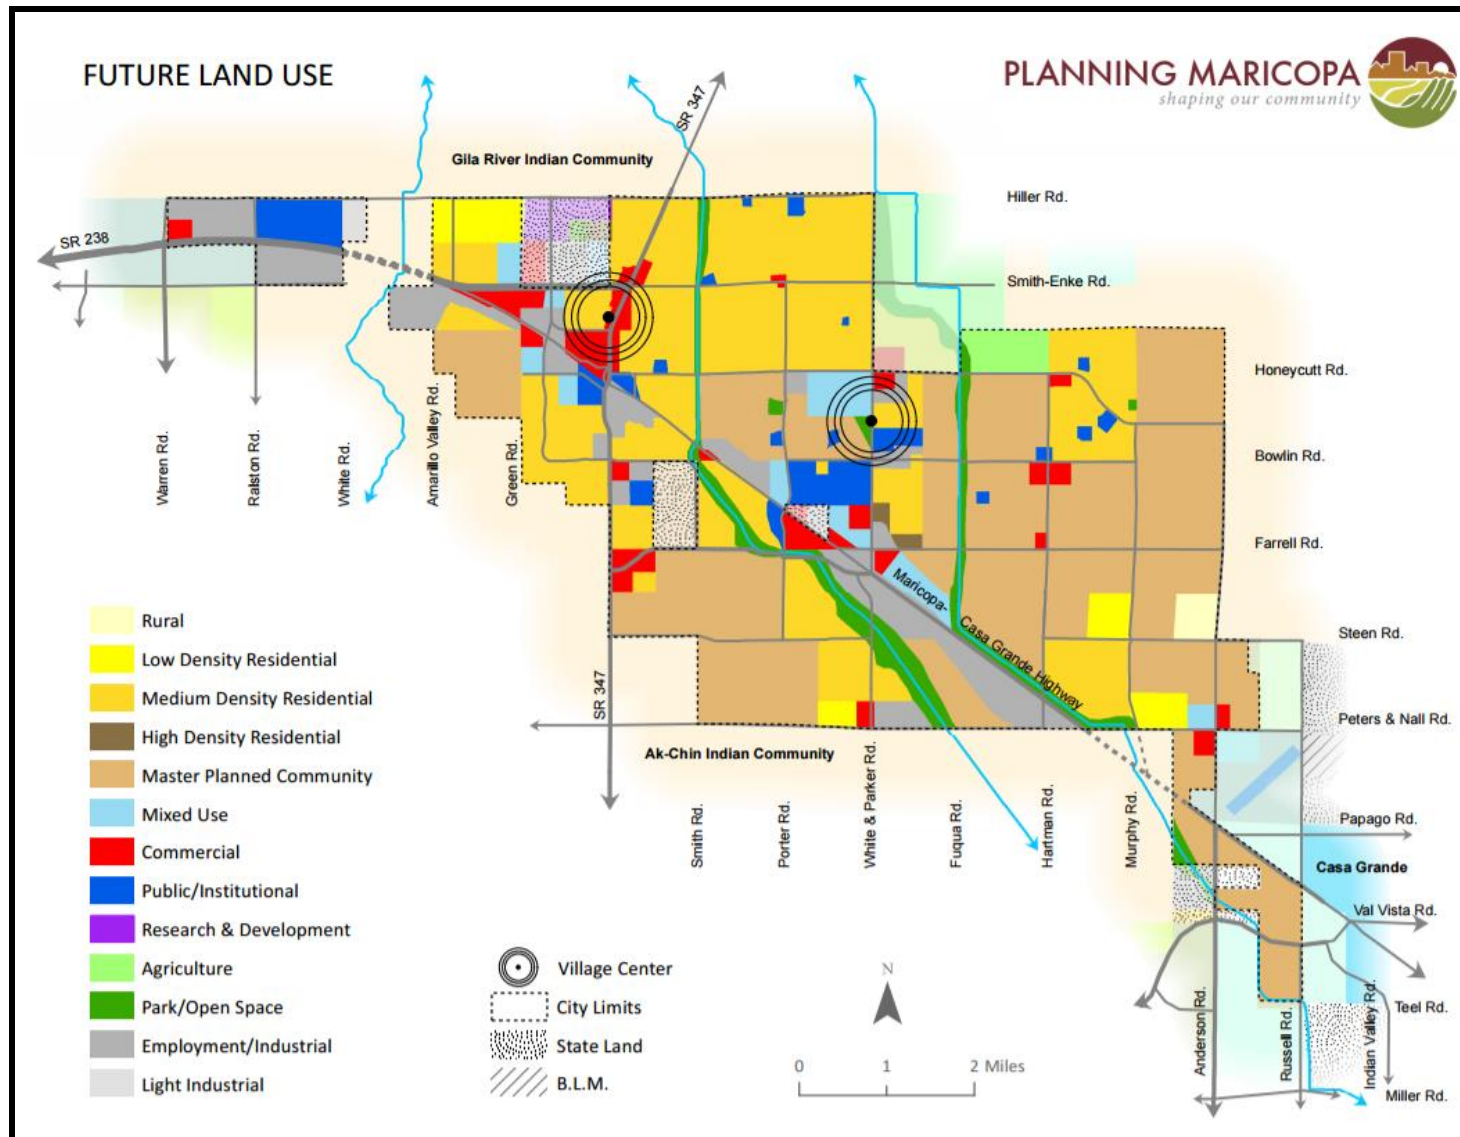 FUTURE LAND USE
PLANNING MARICOPA
shaping our community
SR 347
Gila River Indian Community
Hiller Rd.
SR 238
Smith-Enke Rd.
Honeycutt Rd.
Warren Rd.
Ralston Rd.
White Rd.
Amarillo Valley Rd.
Green Rd.
Bowlin Rd.
Farrell Rd.
Maricopa-
Casa Grande Highway
Steen Rd.
SR 347
Peters & Nall Rd.
Ak-Chin Indian Community
Smith Rd.
Porter Rd.
White & Parker Rd.
Fuqua Rd.
Hartman Rd.
Murphy Rd.
Papago Rd.
Casa Grande
Val Vista Rd.
Anderson Rd.
Russell Rd.
Indian Valley Rd.
Teel Rd.
Miller Rd.
Rural
Low Density Residential
Medium Density Residential
High Density Residential
Master Planned Community
Mixed Use
Commercial
Public/Institutional
Research & Development
Agriculture
Park/Open Space
Employment/Industrial
Light Industrial
Village Center
City Limits
State Land
B.L.M.
N
0 1 2 Miles